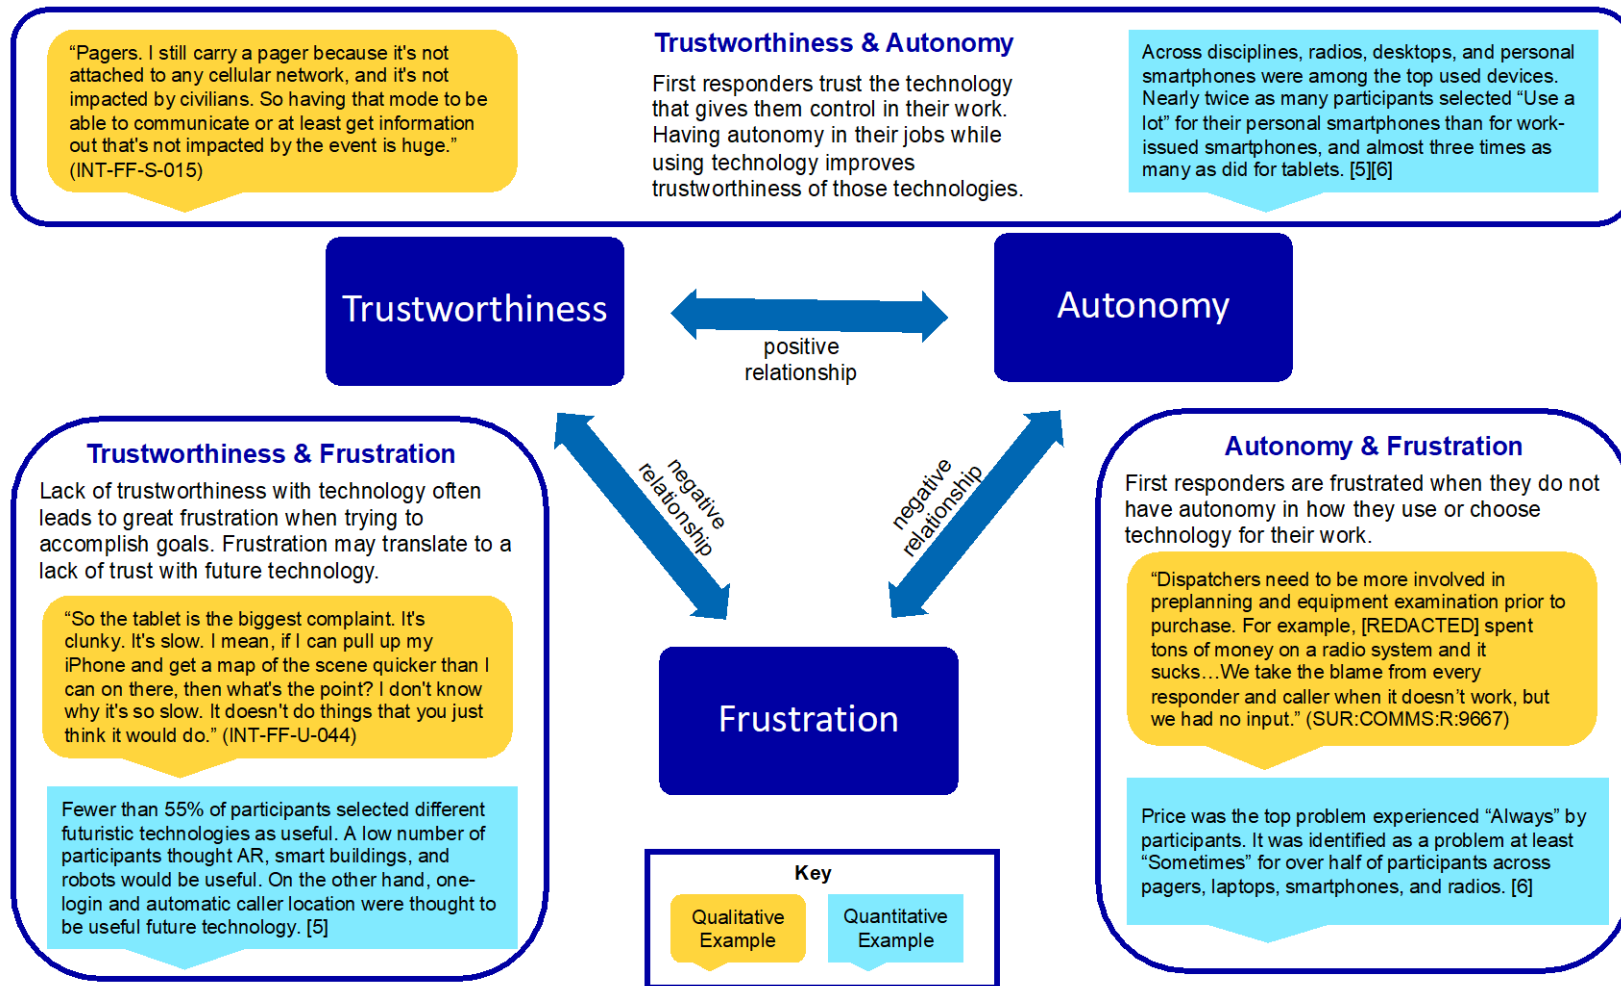 “Pagers. I still carry a pager because it's not
attached to any cellular network, and it's not
impacted by civilians. So having that mode to be
able to communicate or at least get information
out that's not impacted by the event is huge.”
(INT-FF-S-015)
Trustworthiness & Autonomy
First responders trust the technology
that gives them control in their work.
Having autonomy in their jobs while
using technology improves
trustworthiness of those technologies.
Across disciplines, radios, desktops, and personal
smartphones were among the top used devices.
Nearly twice as many participants selected “Use a
lot” for their personal smartphones than for work-
issued smartphones, and almost three times as
many as did for tablets. [5][6]
Trustworthiness
positive
relationship
Autonomy
negative
relationship
negative
relationship
Frustration
Trustworthiness & Frustration
Lack of trustworthiness with technology often
leads to great frustration when trying to
accomplish goals. Frustration may translate to a
lack of trust with future technology.
“So the tablet is the biggest complaint. It's
clunky. It's slow. I mean, if I can pull up my
iPhone and get a map of the scene quicker than I
can on there, then what's the point? I don't know
why it's so slow. It doesn't do things that you just
think it would do.” (INT-FF-U-044)
Fewer than 55% of participants selected different
futuristic technologies as useful. A low number of
participants thought AR, smart buildings, and
robots would be useful. On the other hand, one-
login and automatic caller location were thought to
be useful future technology. [5]
Autonomy & Frustration
First responders are frustrated when they do not
have autonomy in how they use or choose
technology for their work.
“Dispatchers need to be more involved in
preplanning and equipment examination prior to
purchase. For example, [REDACTED] spent
tons of money on a radio system and it
sucks…We take the blame from every
responder and caller when it doesn’t work, but
we had no input.” (SUR:COMMS:R:9667)
Price was the top problem experienced “Always” by
participants. It was identified as a problem at least
“Sometimes” for over half of participants across
pagers, laptops, smartphones, and radios. [6]
Key
Qualitative
Example
Quantitative
Example